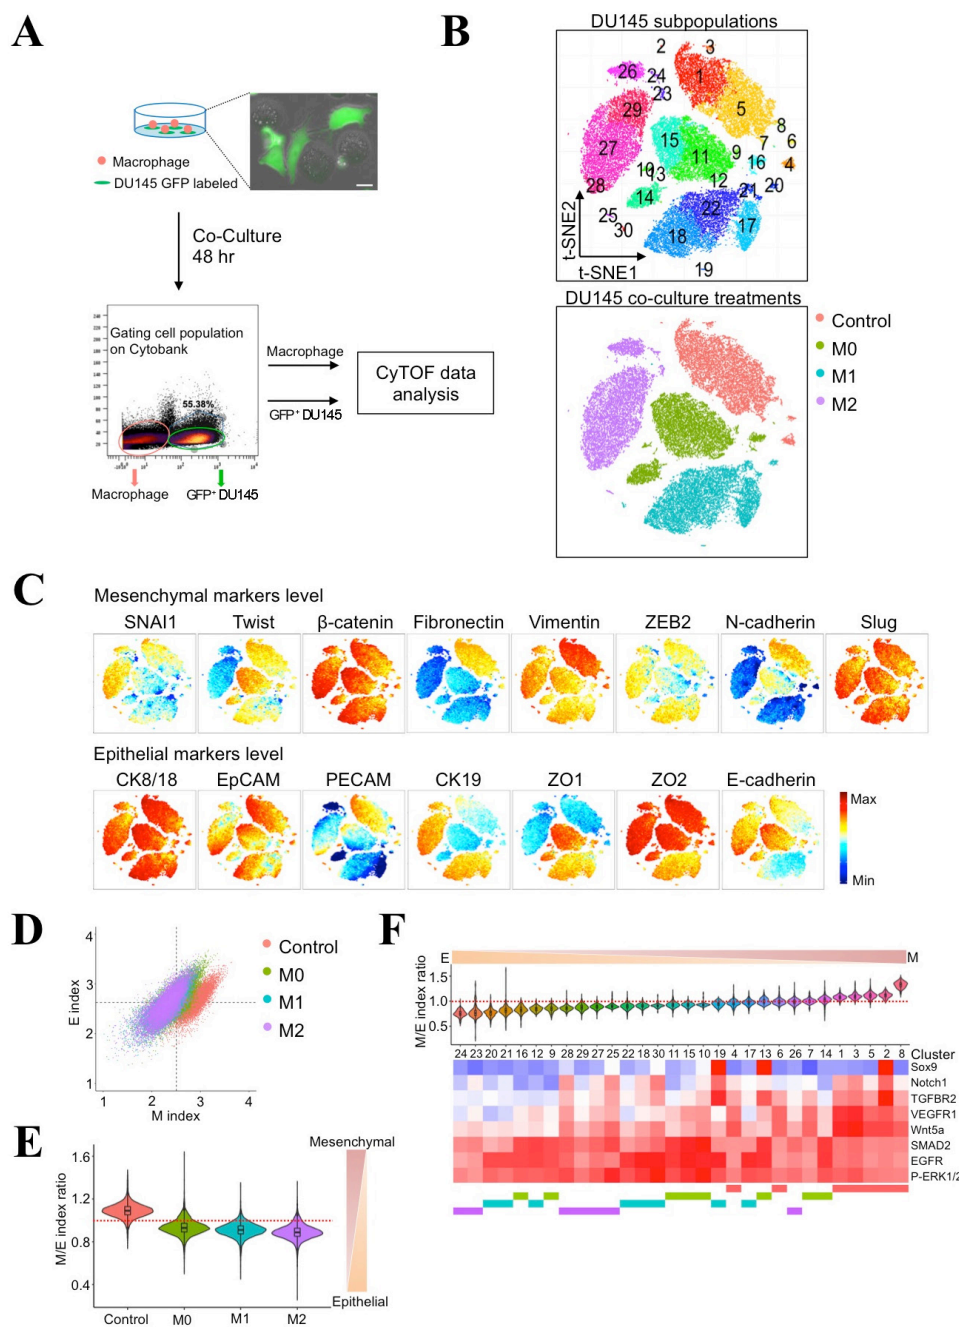 A
Macrophage
DU145 GFP labeled
Co-Culture
48 hr
Gating cell population
on Cytobank
55.38%
Macrophage
GFP⁺ DU145
CyTOF data
analysis
Macrophage
GFP⁺ DU145
B
DU145 subpopulations
2
3
26
24
1
23
29
5
8
15
7
6
27
11
9
16
4
10
13
12
28
14
21
20
25
22
17
30
18
19
t-SNE2
t-SNE1
DU145 co-culture treatments
Control
M0
M1
M2
C
Mesenchymal markers level
SNAI1 Twist β-catenin Fibronectin Vimentin ZEB2 N-cadherin Slug
Epithelial markers level
CK8/18 EpCAM PECAM CK19 ZO1 ZO2 E-cadherin
Max
Min
D
4
3
2
1
E index
1 2 3 4
M index
Control
M0
M1
M2
E
Mesenchymal
1.6
1.2
0.8
0.4
M/E index ratio
Epithelial
Control M0 M1 M2
F
E M
1.5
1.0
0.5
M/E index ratio
24 23 20 21 16 12 9 28 29 27 25 22 18 30 11 15 10 19 4 17 13 6 26 7 14 1 3 5 2 8
Cluster
Sox9
Notch1
TGFBR2
VEGFR1
Wnt5a
SMAD2
EGFR
P-ERK1/2